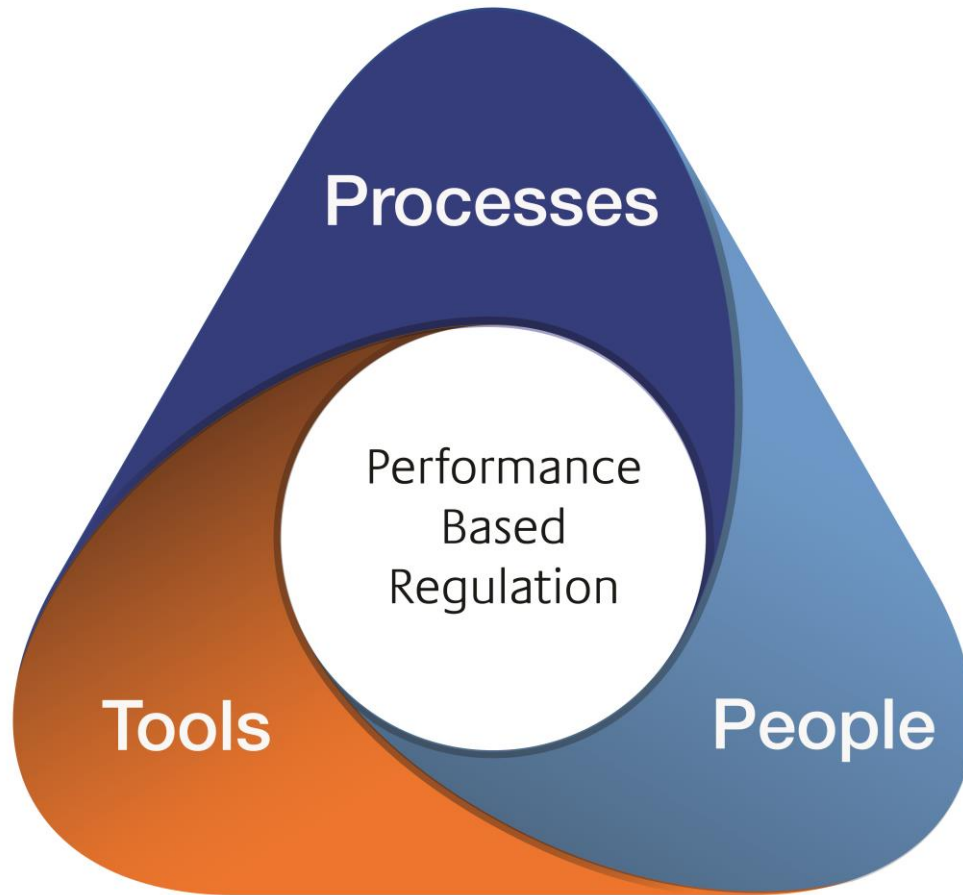 Processes
Performance
Based
Regulation
Tools
People